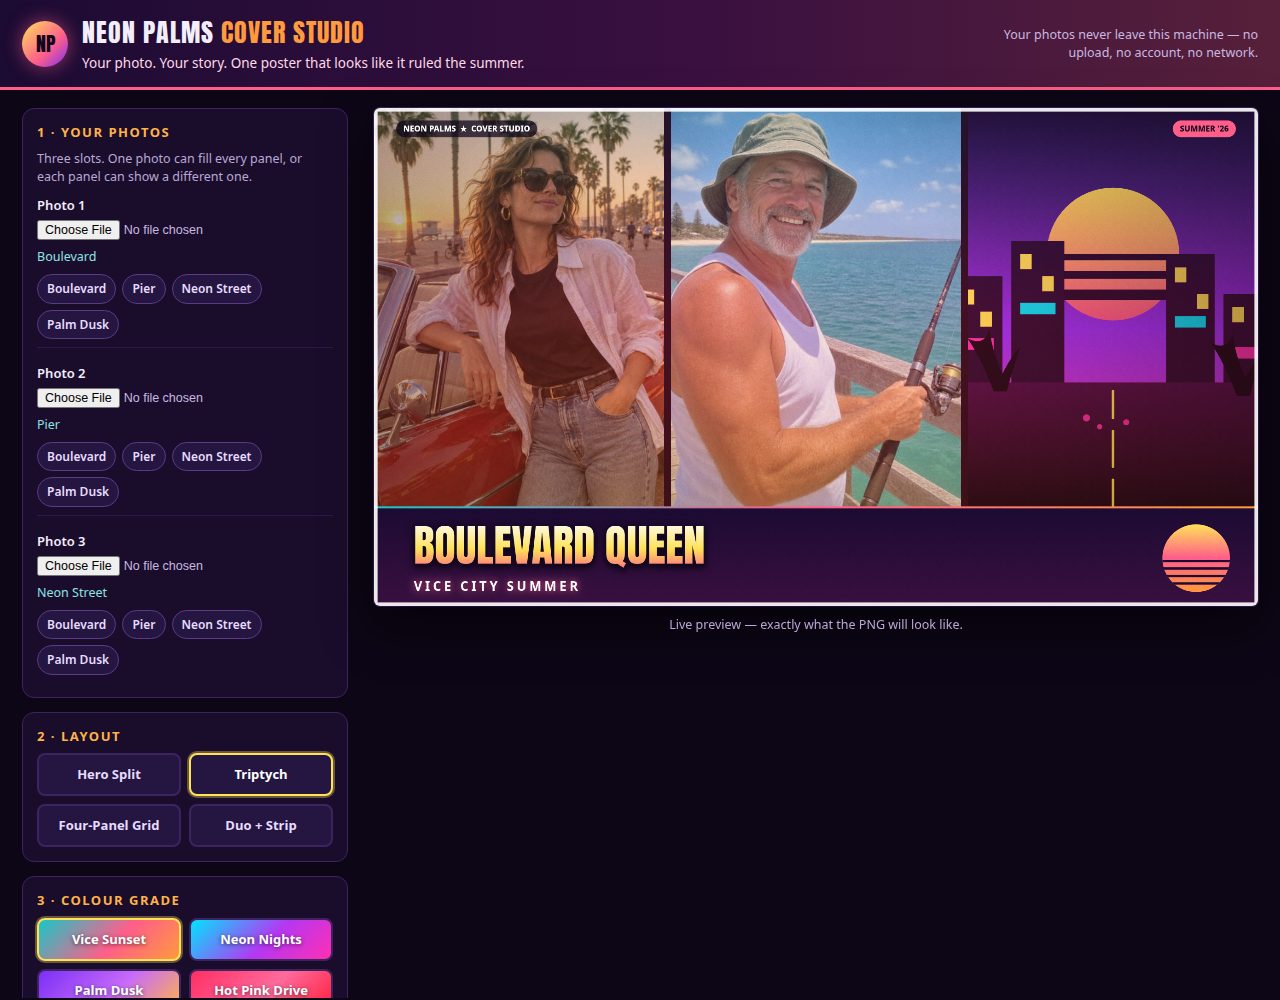 NP
NEON PALMS COVER STUDIO
Your photo. Your story. One poster that looks like it ruled the summer.
Your photos never leave this machine — no
upload, no account, no network.
1 · YOUR PHOTOS
Three slots. One photo can fill every panel, or
each panel can show a different one.
Photo 1
Choose File No file chosen
Boulevard
Boulevard Pier Neon Street
Palm Dusk
Photo 2
Choose File No file chosen
Pier
Boulevard Pier Neon Street
Palm Dusk
Photo 3
Choose File No file chosen
Neon Street
Boulevard Pier Neon Street
Palm Dusk
2 · LAYOUT
Hero Split Triptych
Four-Panel Grid Duo + Strip
3 · COLOUR GRADE
Vice Sunset Neon Nights
Palm Dusk Hot Pink Drive
NEON PALMS ★ COVER STUDIO
SUMMER '26
BOULEVARD QUEEN
VICE CITY SUMMER
Live preview — exactly what the PNG will look like.